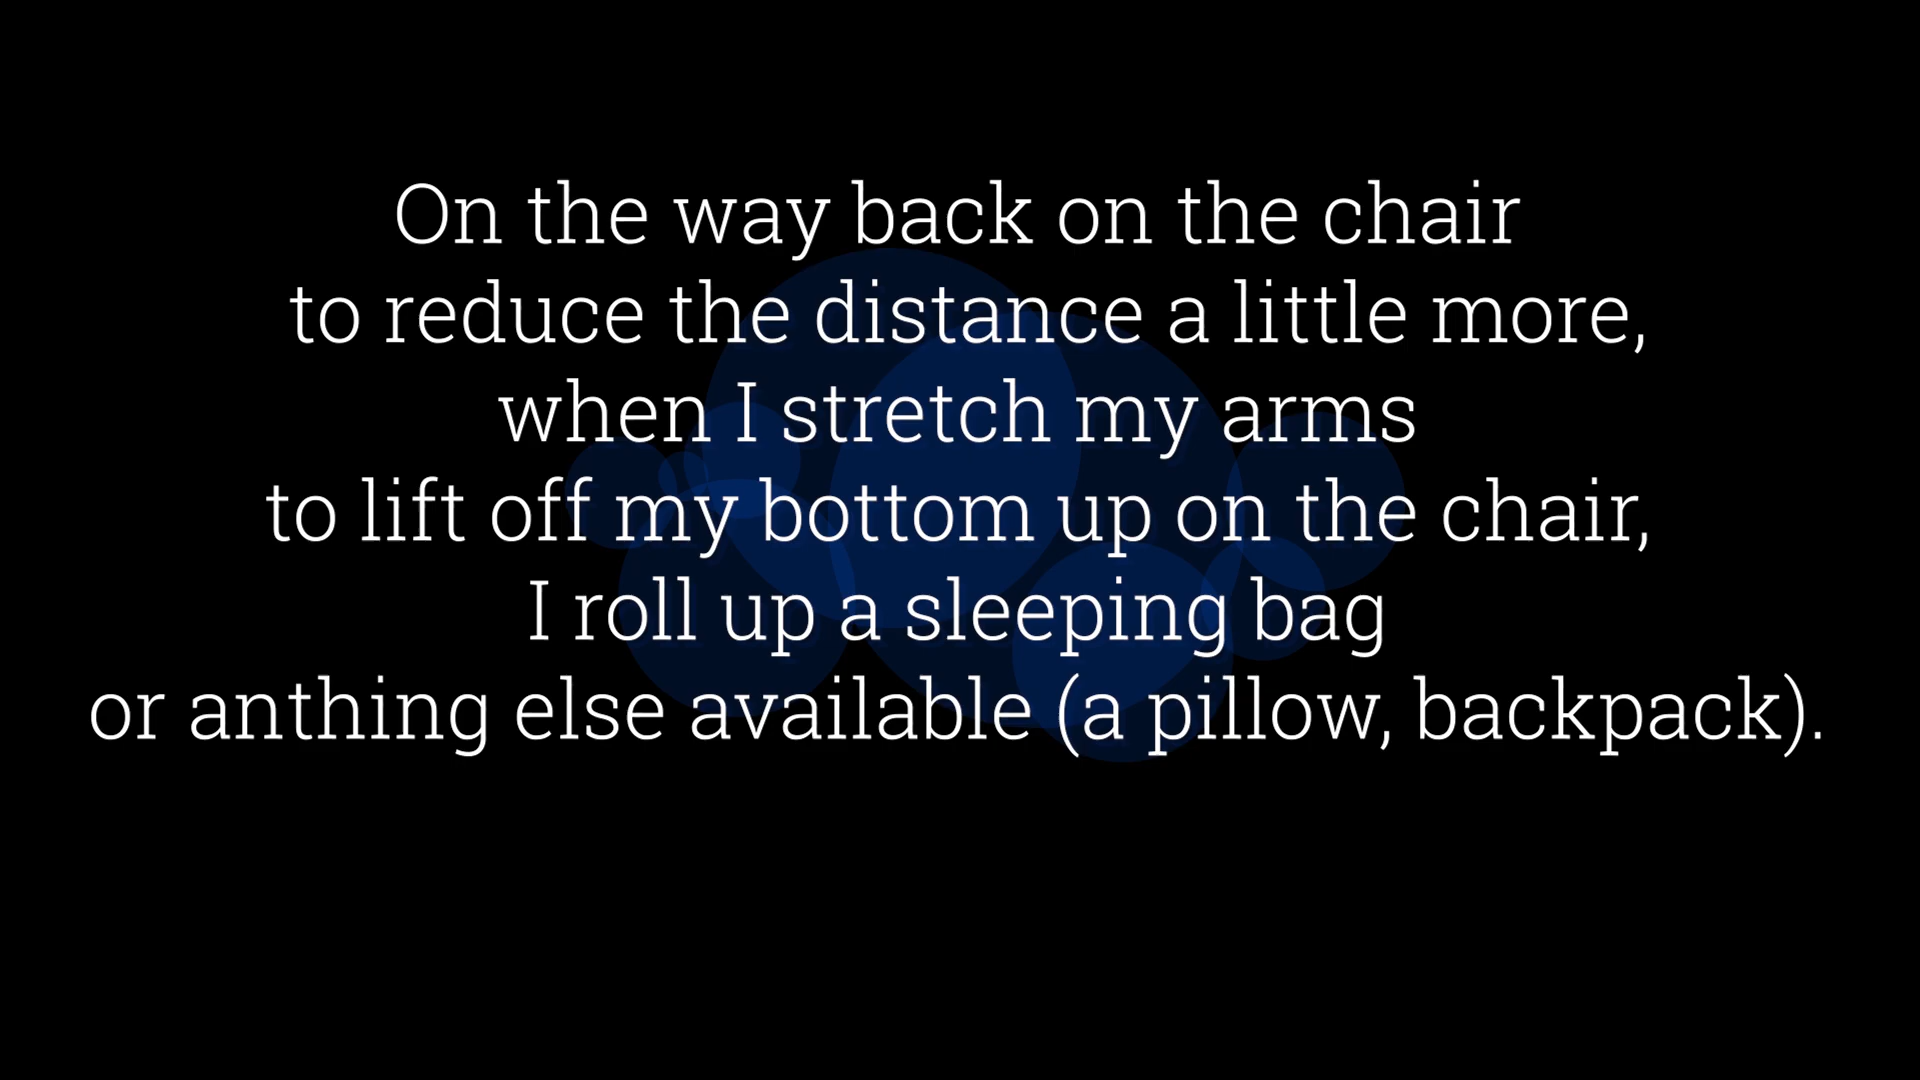 On the way back on the chair
to reduce the distance a little more,
when I stretch my arms
to lift off my bottom up on the chair,
I roll up a sleeping bag
or anthing else available (a pillow, backpack).